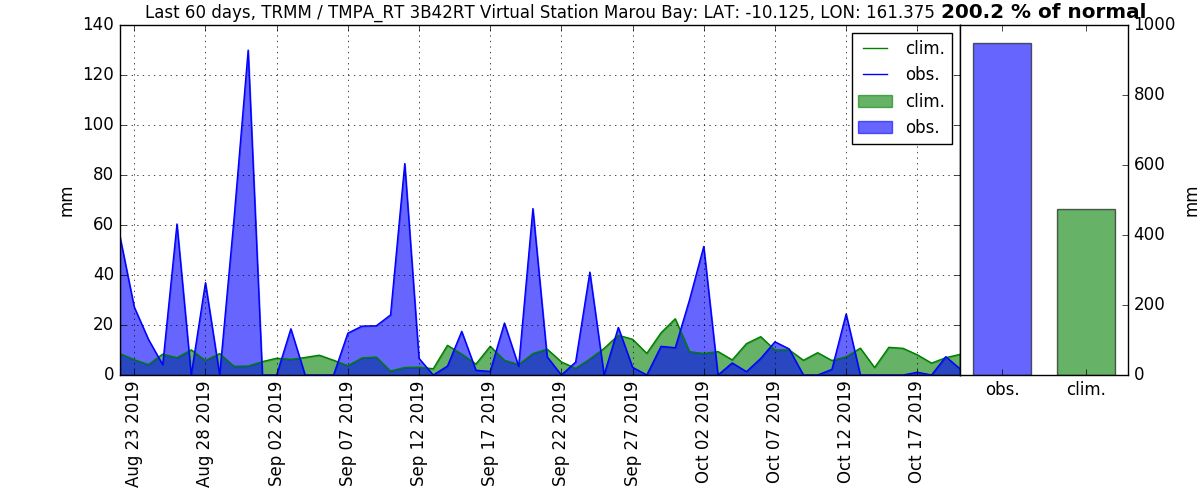 Last 60 days, TRMM / TMPA_RT 3B42RT Virtual Station Marou Bay: LAT: -10.125, LON: 161.375 200.2 % of normal
140
120
100
80
60
40
20
0
mm
clim.
obs.
clim.
obs.
1000
800
600
400
200
0
mm
obs. clim.
Aug 23 2019
Aug 28 2019
Sep 02 2019
Sep 07 2019
Sep 12 2019
Sep 17 2019
Sep 22 2019
Sep 27 2019
Oct 02 2019
Oct 07 2019
Oct 12 2019
Oct 17 2019